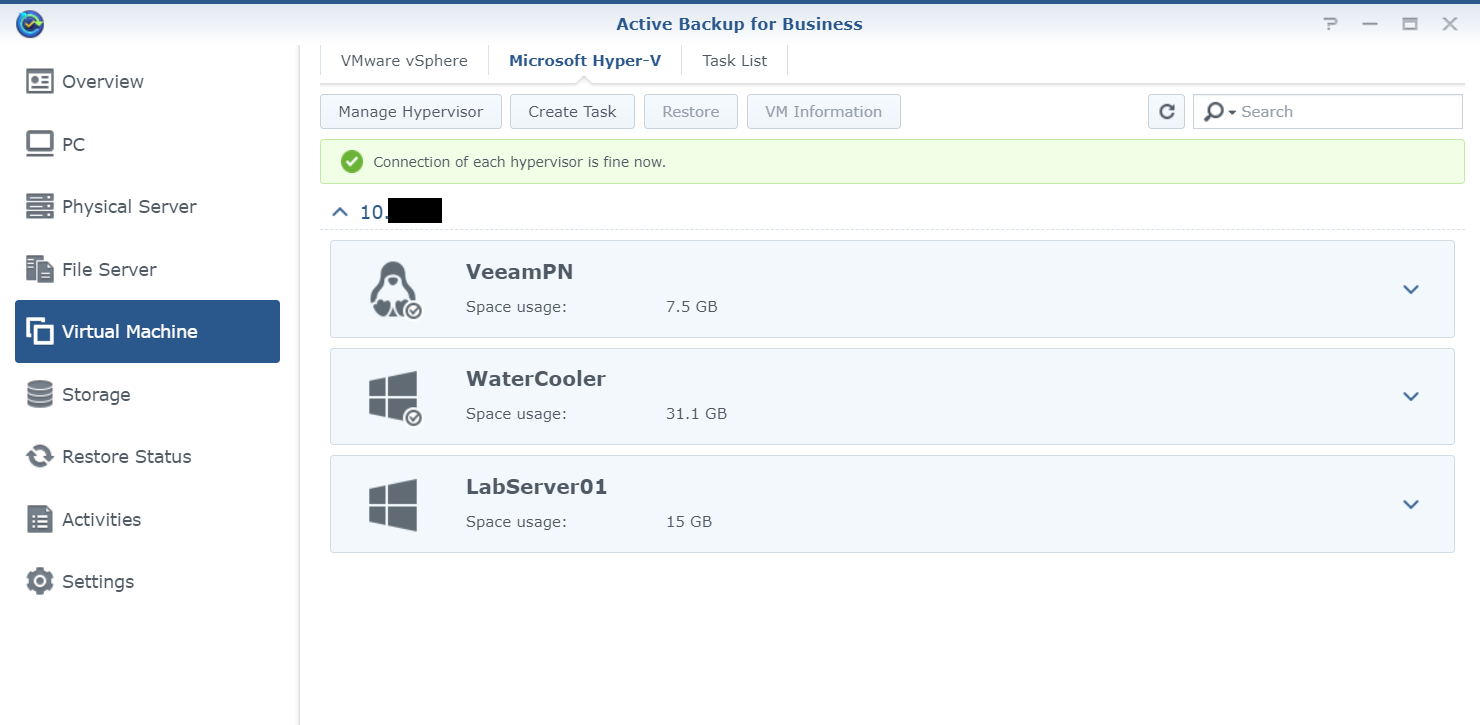 Active Backup for Business
Overview
PC
Physical Server
File Server
Virtual Machine
Storage
Restore Status
Activities
Settings
VMware vSphere
Microsoft Hyper-V
Task List
Manage Hypervisor
Create Task
Restore
VM Information
Search
Connection of each hypervisor is fine now.
10.
VeeamPN
Space usage: 7.5 GB
WaterCooler
Space usage: 31.1 GB
LabServer01
Space usage: 15 GB